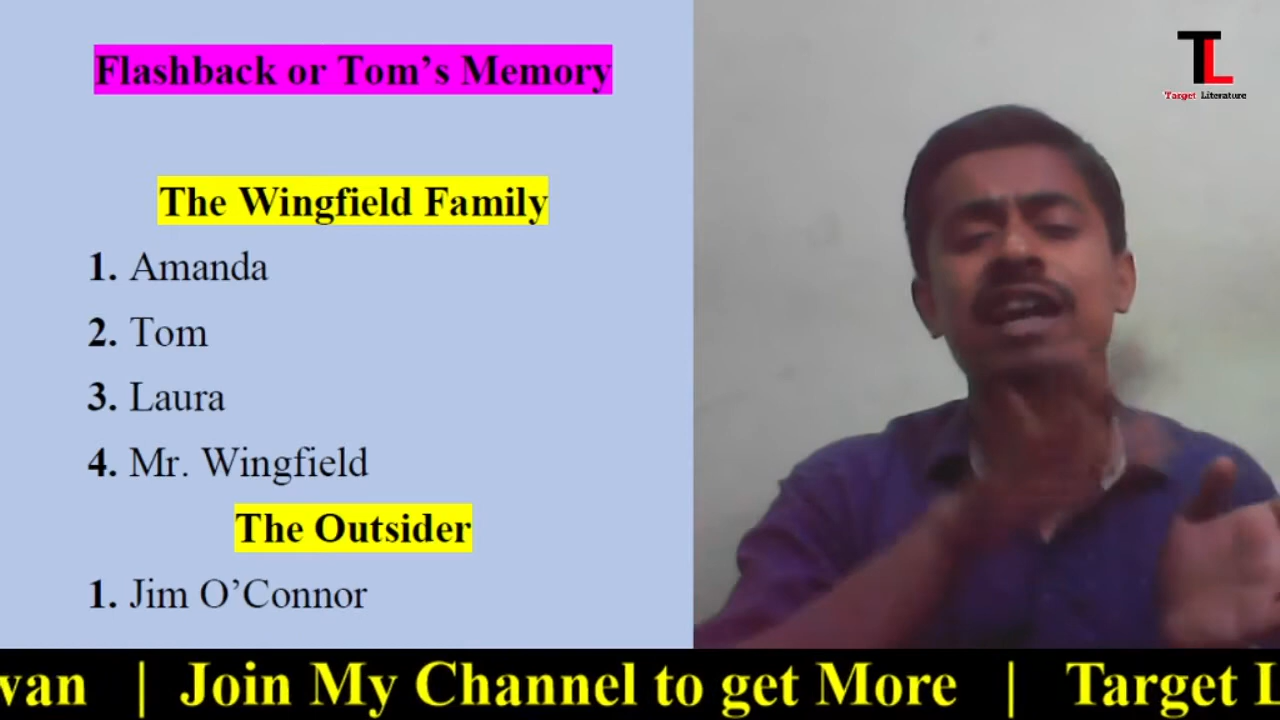 Flashback or Tom’s Memory
TL
Target Literature
The Wingfield Family
1. Amanda
2. Tom
3. Laura
4. Mr. Wingfield
The Outsider
1. Jim O’Connor
| Join My Channel to get More | Target